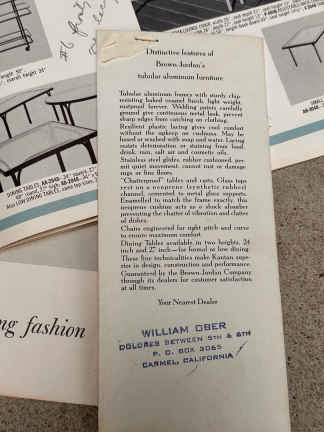 Distinctive features of
Brown Jordan's
tubular aluminum furniture
Tubular aluminum frames with sturdy chip-
resisting baked enamel finish, light weight,
rustproof forever. Welding points carefully
ground give continuous metal look, prevent
sharp edges from catching on clothing.
Resilient plastic lacing gives cool comfort
without the upkeep on cushions. May be
hosed or washed with soap and water. Lacing
resists deterioration or staining from food,
drink, sun, salt air and cosmetic oils.
Stainless steel glides, rubber cushioned, per-
mit quiet movement, cannot rust or damage
rugs or fine floors.
"Chatterproof" tables and carts. Glass tops
rest on a neoprene (synthetic rubber)
channel, cemented to metal glass supports.
Enamelled to match the frame exactly, this
neoprene cushion acts as a shock absorber
preventing the chatter of vibration and clatter
of dishes.
Chairs engineered for right pitch and curve
to ensure maximum comfort.
Dining Tables available in two heights, 24
inch and 27 inch—for formal or low dining
These five technicalities make Kantan supe-
rior in design, construction and performance.
Guaranteed by the Brown Jordan Company
through its dealers for customer satisfaction
at all times.
Your Nearest Dealer
WILLIAM OBER
DOLORES BETWEEN 5TH & 6TH
P. O. BOX 3065
CARMEL, CALIFORNIA
ng fashion